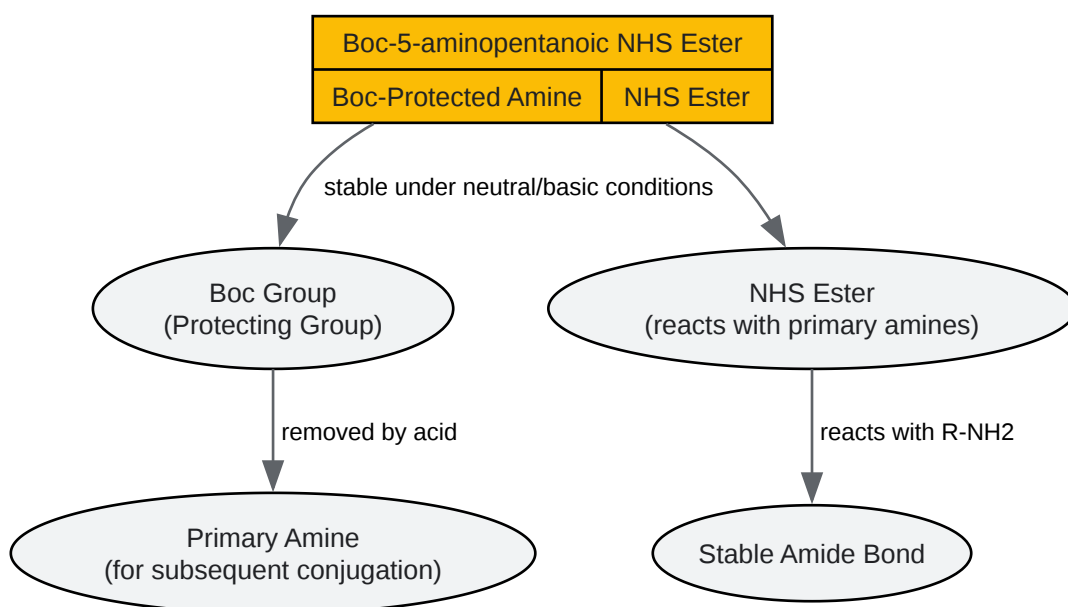 Boc-5-aminopentanoic NHS Ester
Boc-Protected Amine
NHS Ester
stable under neutral/basic conditions
Boc Group
(Protecting Group)
NHS Ester
(reacts with primary amines)
removed by acid
reacts with R-NH2
Primary Amine
(for subsequent conjugation)
Stable Amide Bond